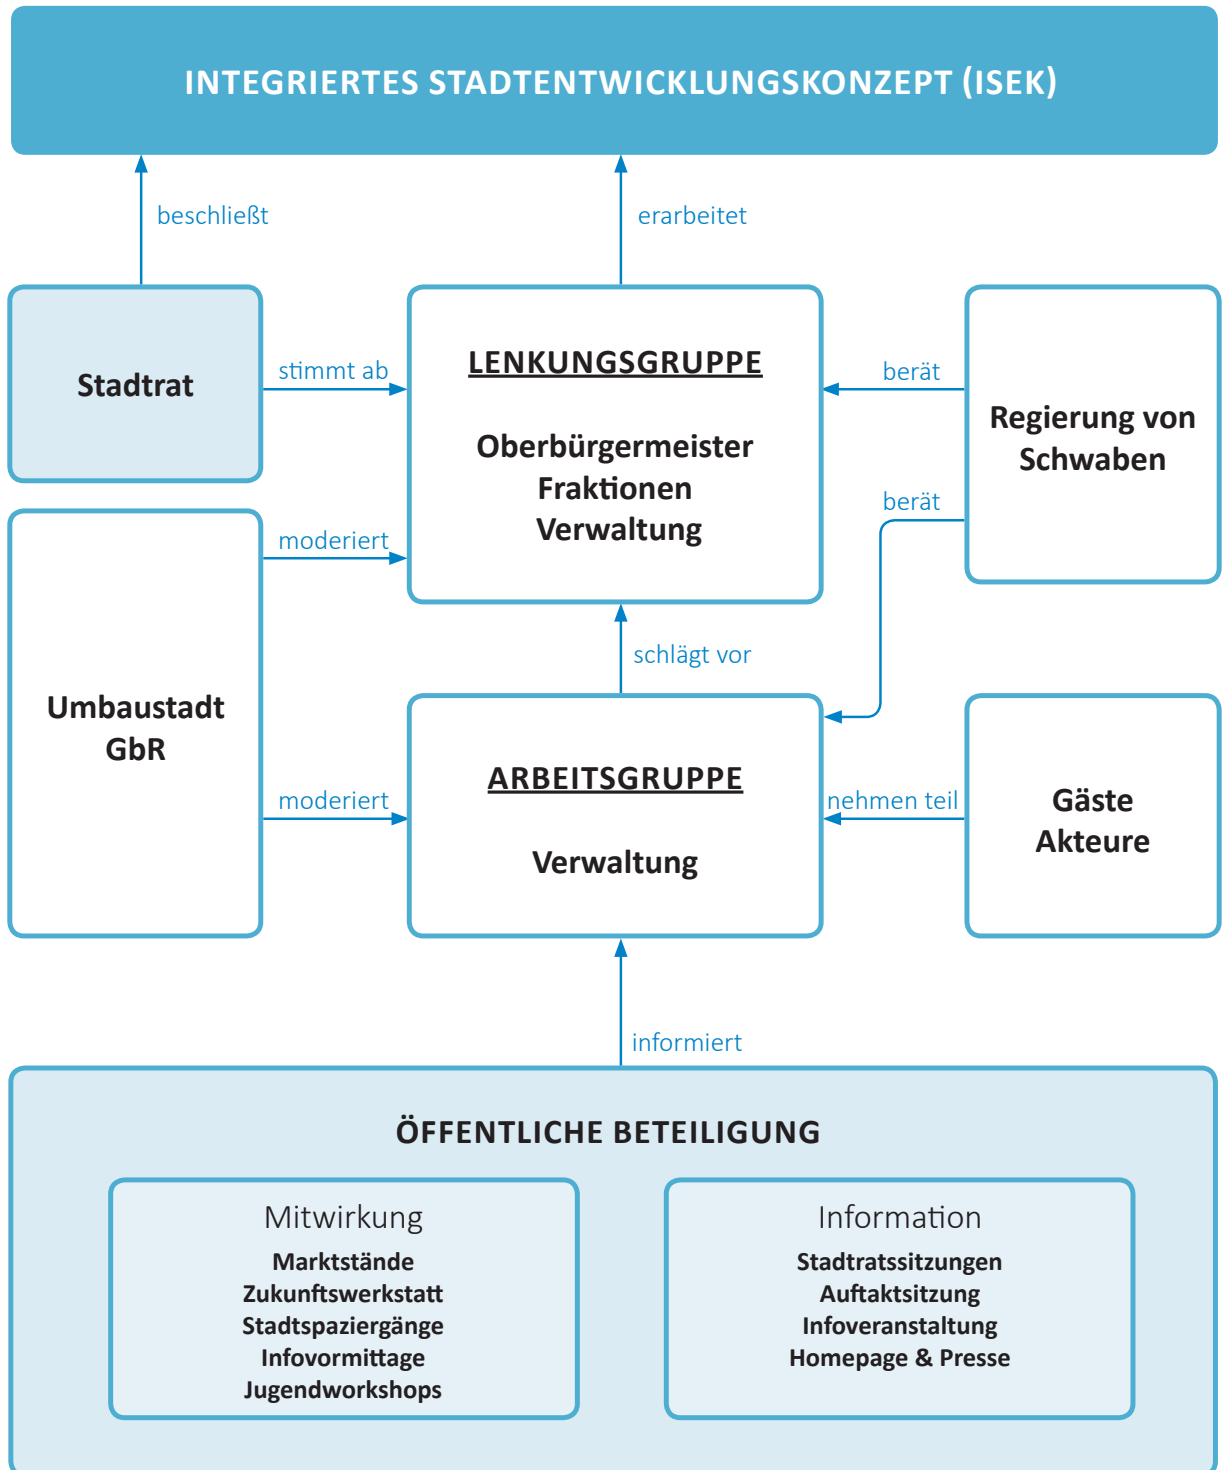 INTEGRIERTES STADTENTWICKLUNGSKONZEPT (ISEK)
beschließt
erarbeitet
Stadtrat
stimmt ab
LENKUNGSGRUPPE
Oberbürgermeister
Fraktionen
Verwaltung
berät
Regierung von
Schwaben
berät
moderiert
Umbaustadt
GbR
schlägt vor
moderiert
ARBEITSGRUPPE
Verwaltung
nehmen teil
Gäste
Akteure
informiert
ÖFFENTLICHE BETEILIGUNG
Mitwirkung
Marktstände
Zukunftswerkstatt
Stadtspaziergänge
Infovormittage
Jugendworkshops
Information
Stadtratssitzungen
Auftaktsitzung
Infoveranstaltung
Homepage & Presse